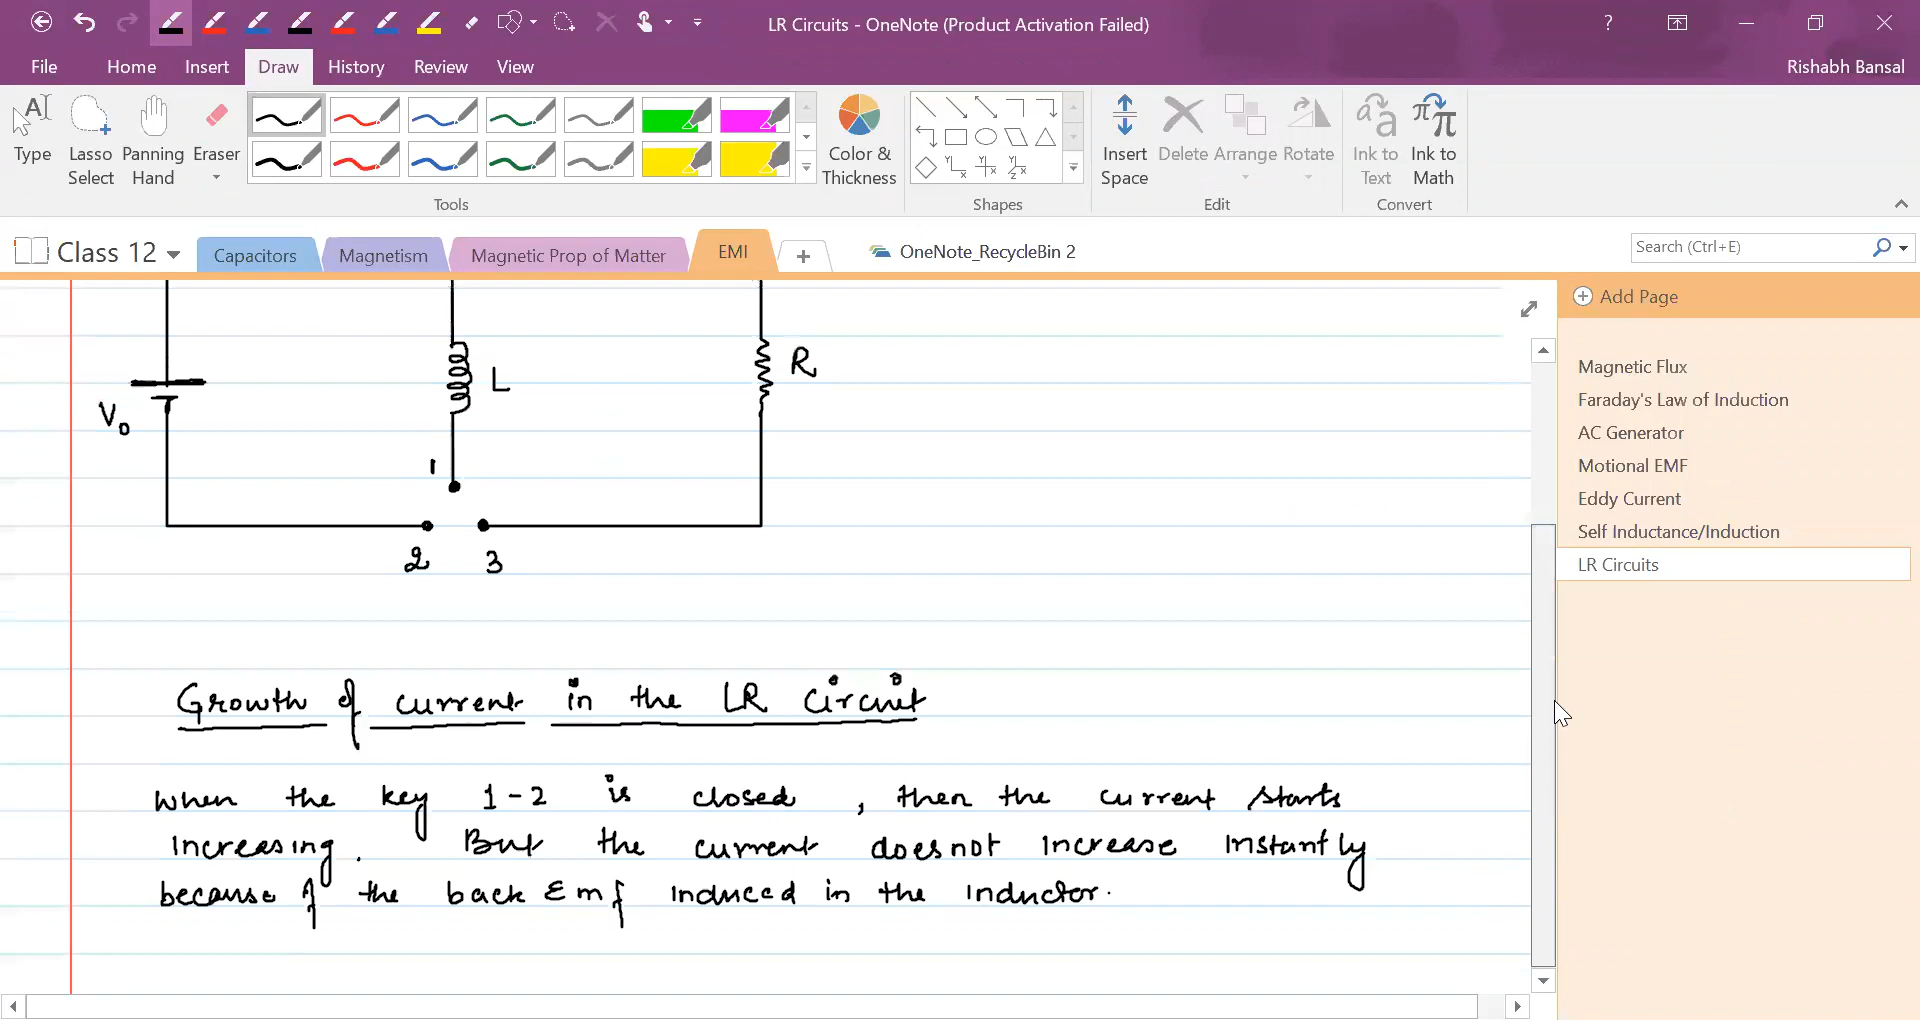 LR Circuits - OneNote (Product Activation Failed)
?
File Home Insert Draw History Review View
Rishabh Bansal
Type
Lasso Select
Panning Hand
Eraser
Color & Thickness
Insert Space
Delete
Arrange
Rotate
Ink to Text
Ink to Math
Tools
Shapes
Edit
Convert
Class 12
Capacitors
Magnetism
Magnetic Prop of Matter
EMI
OneNote_RecycleBin 2
Search (Ctrl+E)
Add Page
Magnetic Flux
Faraday's Law of Induction
AC Generator
Motional EMF
Eddy Current
Self Inductance/Induction
LR Circuits
V₀
L
R
1
2 3
Growth of current in the LR circuit
When the key 1-2 is closed, then the current starts
increasing. But the current does not increase instantly
because of the back Emf induced in the inductor.